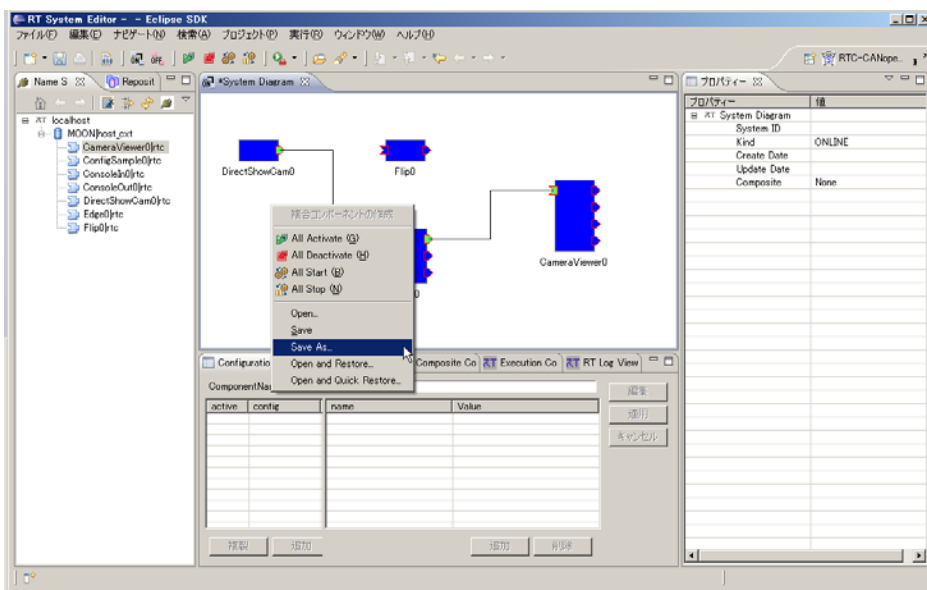 RT System Editor - - Eclipse SDK
ファイル(F) 編集(E) ナビゲート(N) 検索(A) プロジェクト(P) 実行(R) ウィンドウ(W) ヘルプ(H)
RTC-CANope..
Name S
Reposit
*System Diagram
プロパティー
localhost
MOON|host_cxt
CameraViewer0|rtc
ConfigSample0|rtc
ConsoleIn0|rtc
ConsoleOut0|rtc
DirectShowCam0|rtc
Edge0|rtc
Flip0|rtc
DirectShowCam0
Flip0
CameraViewer0
複合コンポーネントの作成
All Activate (G)
All Deactivate (H)
All Start (B)
All Stop (N)
Open..
Save
Save As..
Open and Restore..
Open and Quick Restore..
プロパティー 値
System Diagram
System ID
Kind ONLINE
Create Date
Update Date
Composite None
Configuratio
Composite Co
Execution Co
RT Log View
ComponentNa
編集
適用
キャンセル
active config name Value
複製 追加 追加 削除